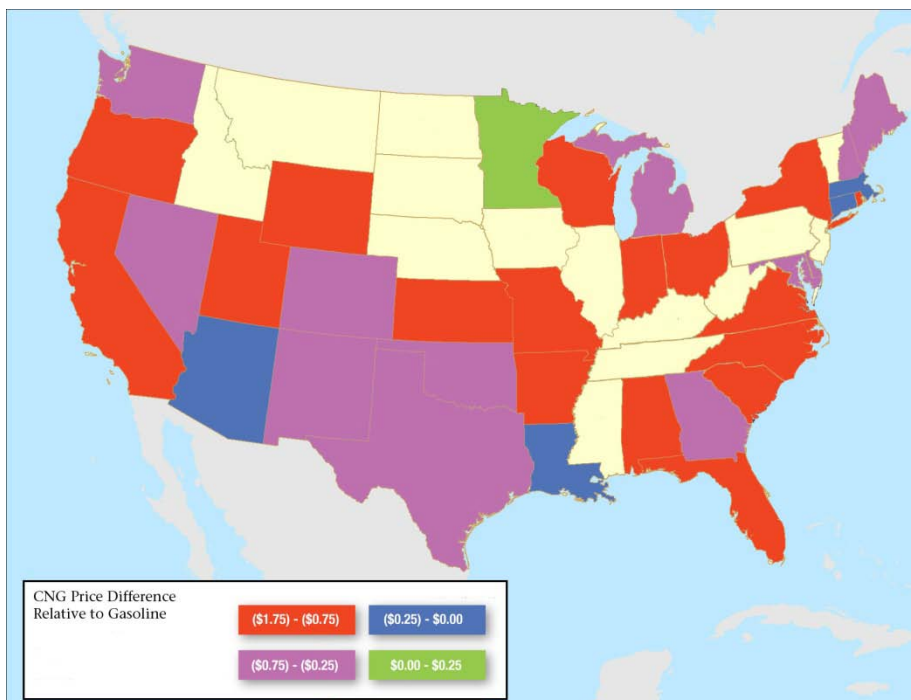 CNG Price Difference
Relative to Gasoline
($1.75) - ($0.75)
($0.25) - $0.00
($0.75) - ($0.25)
$0.00 - $0.25